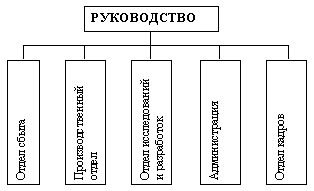 РУКОВОДСТВО
Отдел сбыта
Производственный
отдел
Отдел исследований
и разработок
Администрация
Отдел кадров